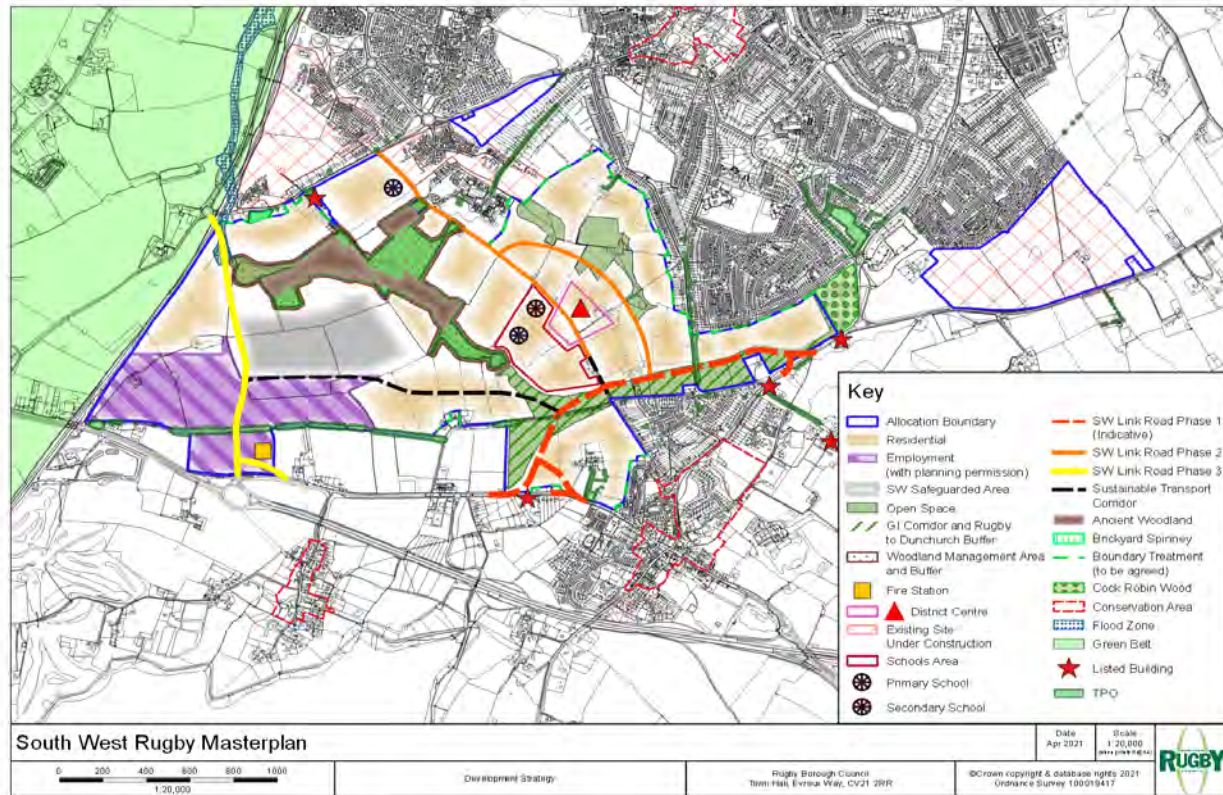 Key
Allocation Boundary
Residential
Employment
(with planning permission)
SW Safeguarded Area
Open Space
GI Corridor and Rugby
to Dunchurch Buffer
Woodland Management Area
and Buffer
Fire Station
District Centre
Existing Site
Under Construction
Schools Area
Primary School
Secondary School
SW Link Road Phase 1
(Indicative)
SW Link Road Phase 2
SW Link Road Phase 3
Sustainable Transport
Corridor
Ancient Woodland
Brickyard Spinney
Boundary Treatment
(to be agreed)
Cock Robin Wood
Conservation Area
Flood Zone
Green Belt
Listed Building
TPO
South West Rugby Masterplan
Date
Apr 2021
Scale
1:20,000
0 200 400 600 800 1000
1:20,000
Development Strategy
Rugby Borough Council
Town Hall, Evreux Way, CV21 2RR
©Crown copyright & database rights 2021
Ordnance Survey 100019417
RUGBY